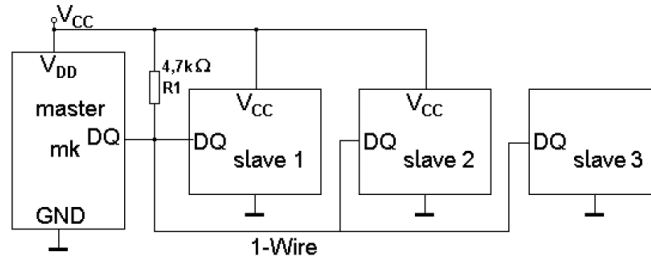 VCC
VDD
master
mk
DQ
GND
4,7kΩ
R1
VCC
DQ
slave 1
VCC
DQ
slave 2
DQ
slave 3
1-Wire